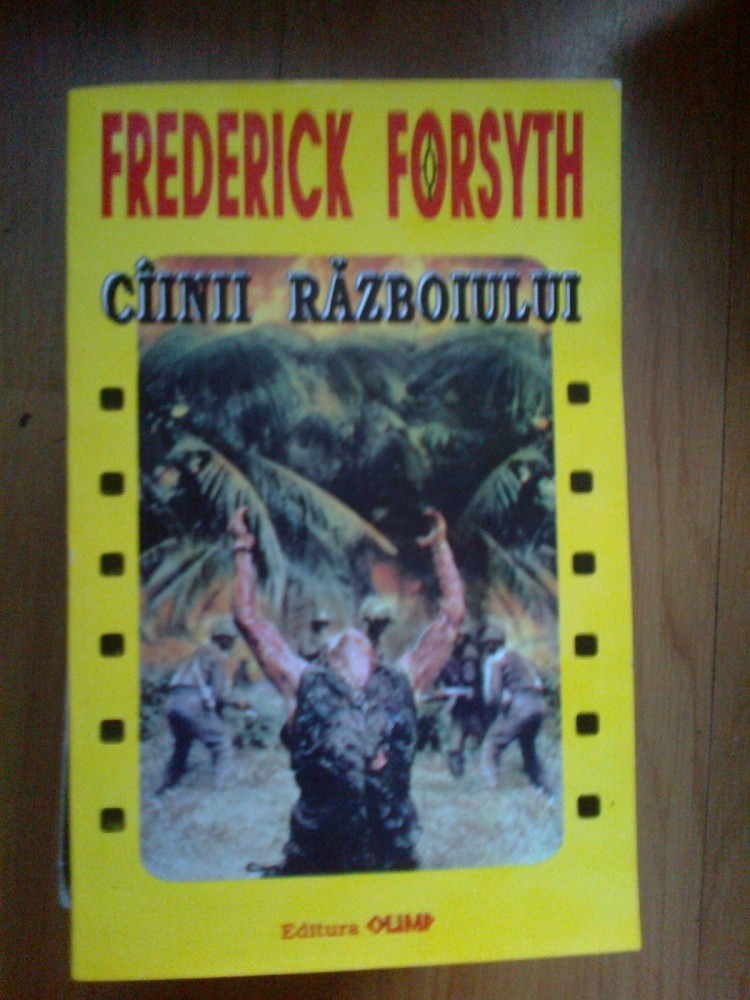 FREDERICK FORSYTH
CÎINII RĂZBOIULUI
Editura OLIMP